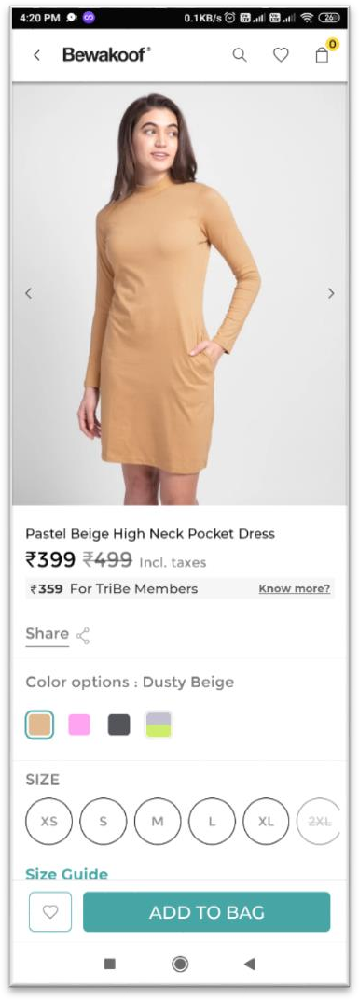 4:20 PM 0.1KB/s 26
Bewakoof®
0
Pastel Beige High Neck Pocket Dress
₹399 ₹499 Incl. taxes
₹359 For TriBe Members Know more?
Share
Color options : Dusty Beige
SIZE
XS S M L XL 2XL
Size Guide
ADD TO BAG